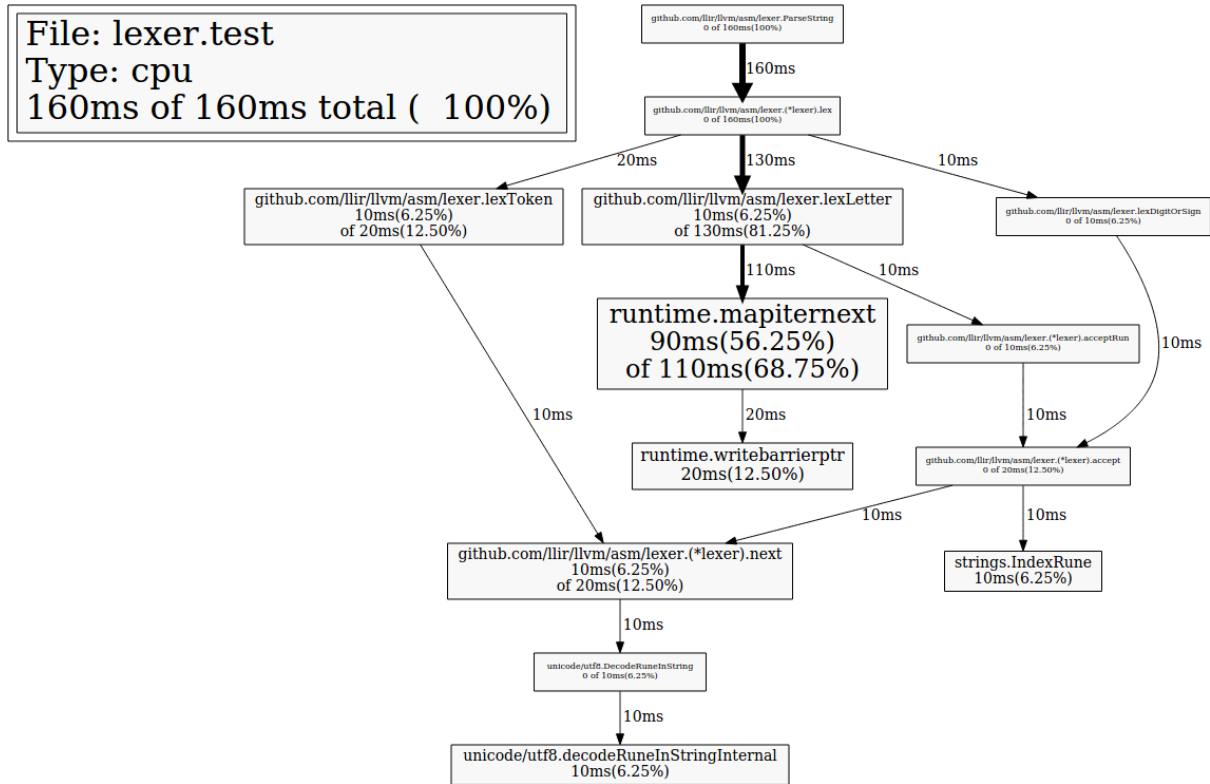 File: lexer.test
Type: cpu
160ms of 160ms total (  100%)
github.com/llir/llvm/asm/lexer.ParseString
0 of 160ms(100%)
160ms
github.com/llir/llvm/asm/lexer.(*lexer).lex
0 of 160ms(100%)
20ms
130ms
10ms
github.com/llir/llvm/asm/lexer.lexToken
10ms(6.25%)
of 20ms(12.50%)
github.com/llir/llvm/asm/lexer.lexLetter
10ms(6.25%)
of 130ms(81.25%)
github.com/llir/llvm/asm/lexer.lexDigitOrSign
0 of 10ms(6.25%)
110ms
10ms
runtime.mapiternext
90ms(56.25%)
of 110ms(68.75%)
github.com/llir/llvm/asm/lexer.(*lexer).acceptRun
0 of 10ms(6.25%)
10ms
10ms
20ms
10ms
runtime.writebarrierptr
20ms(12.50%)
github.com/llir/llvm/asm/lexer.(*lexer).accept
0 of 20ms(12.50%)
10ms
10ms
github.com/llir/llvm/asm/lexer.(*lexer).next
10ms(6.25%)
of 20ms(12.50%)
strings.IndexRune
10ms(6.25%)
10ms
unicode/utf8.DecodeRuneInString
0 of 10ms(6.25%)
10ms
unicode/utf8.decodeRuneInStringInternal
10ms(6.25%)